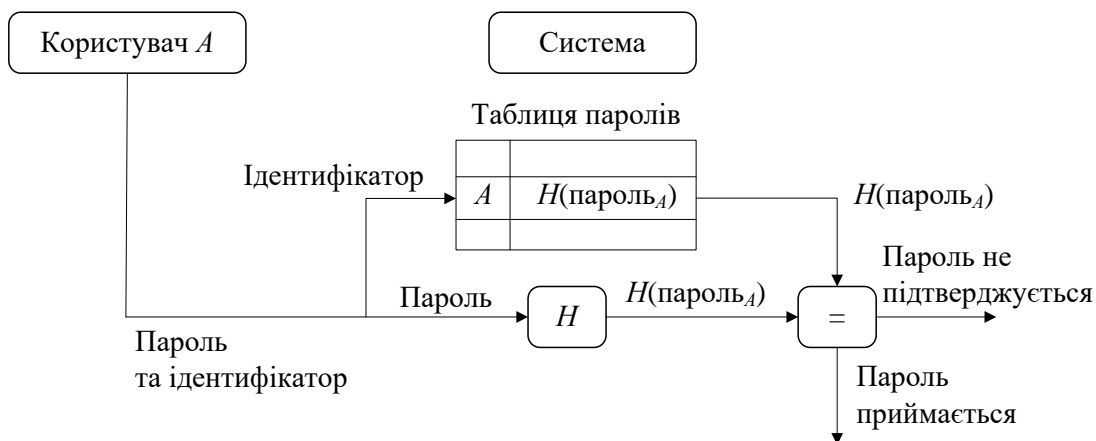 Користувач A
Система
Таблиця паролів
Ідентифікатор
A H(парольA)
H(парольA)
Пароль
H
H(парольA)
=
Пароль не
підтверджується
Пароль
та ідентифікатор
Пароль
приймається